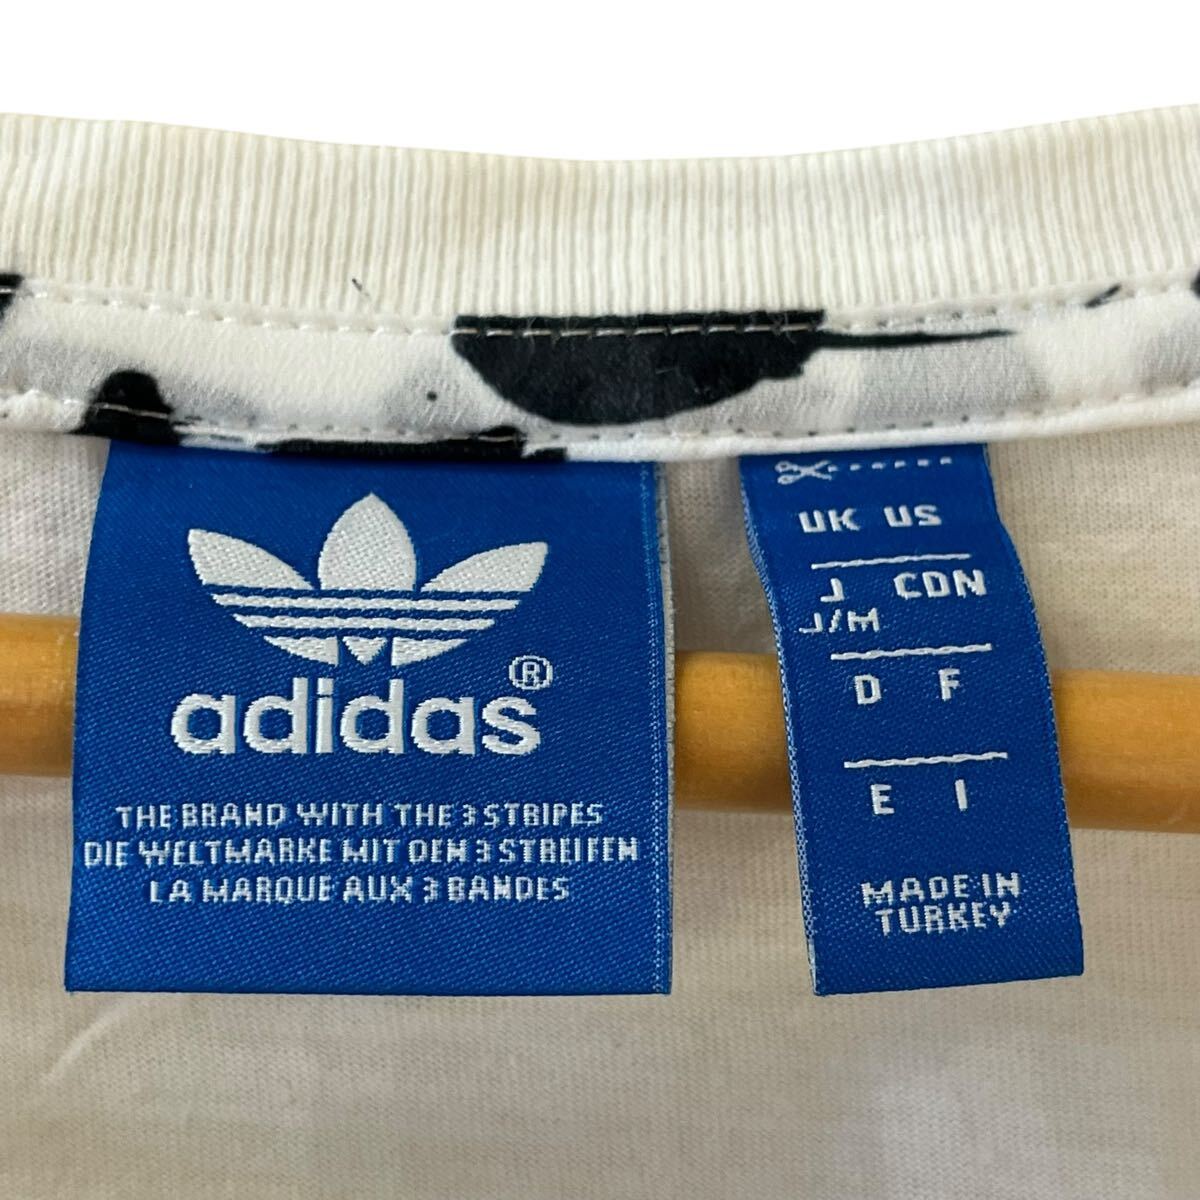 adidas®
THE BRAND WITH THE 3 STRIPES
DIE WELTMARKE MIT DEM 3 STREIFEN
LA MARQUE AUX 3 BANDES
UK US
J CDN
J/M
D F
E I
MADE IN
TURKEY